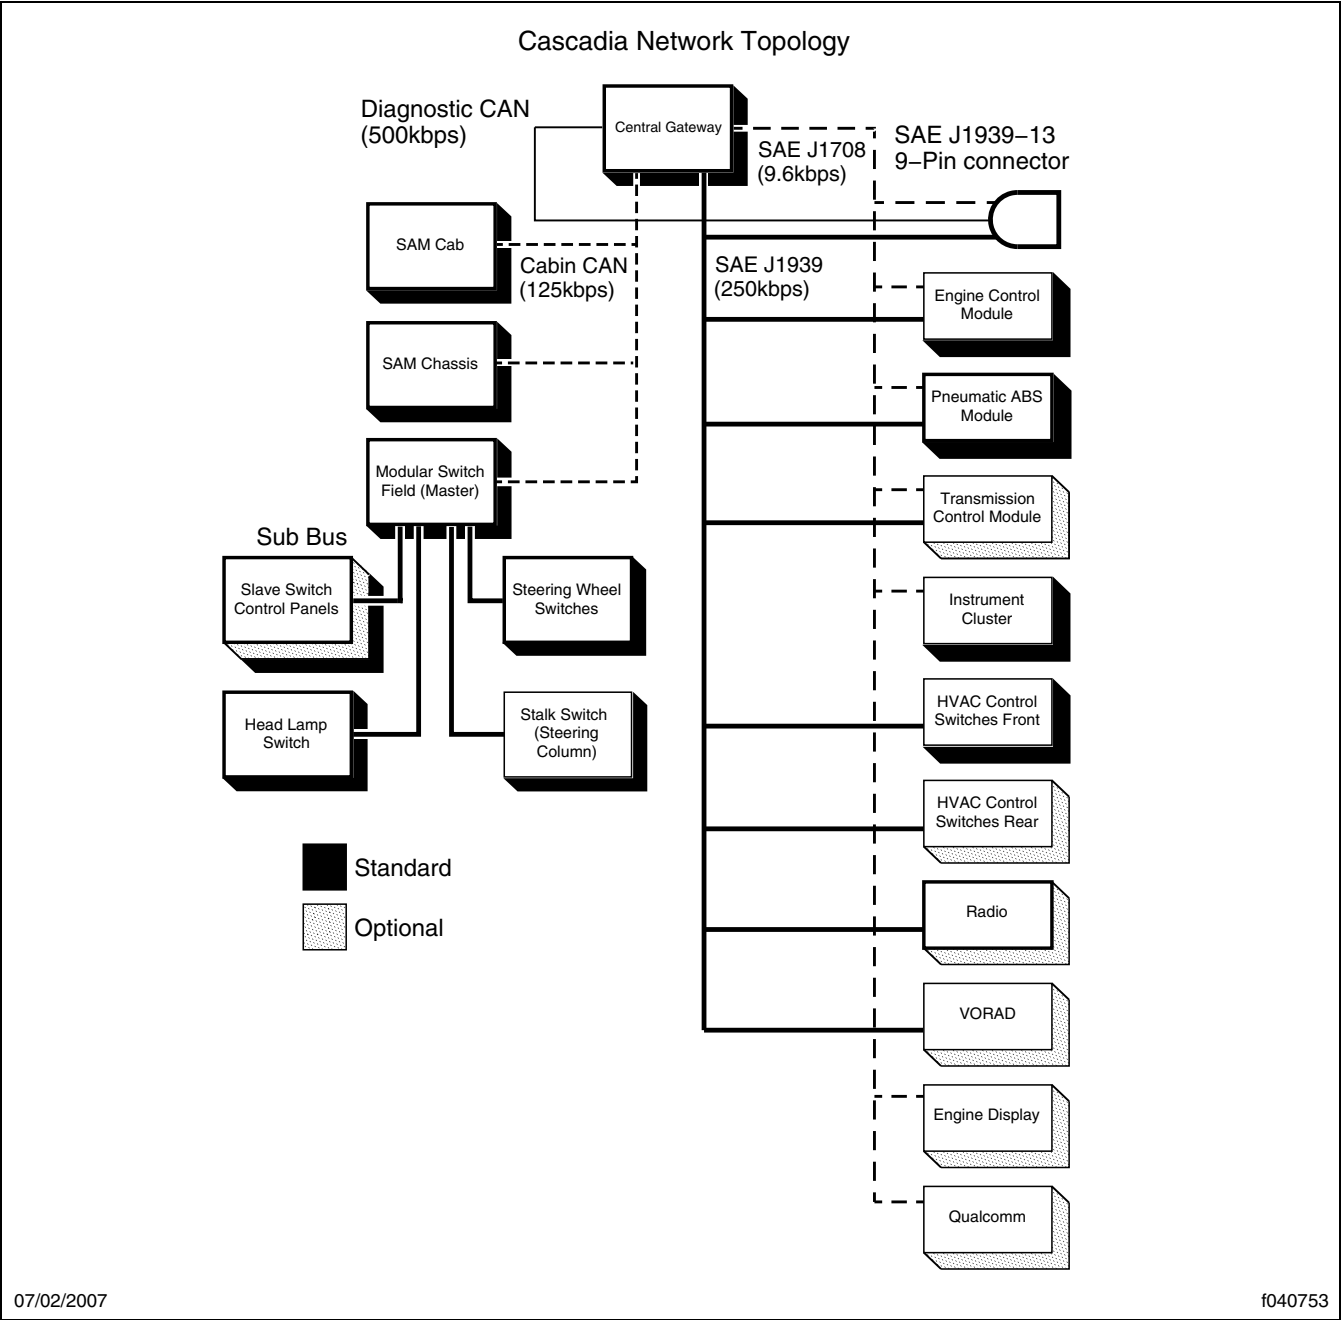 Cascadia Network Topology
Diagnostic CAN
(500kbps)
Central Gateway
SAE J1708
(9.6kbps)
SAE J1939−13
9−Pin connector
SAM Cab
Cabin CAN
(125kbps)
SAE J1939
(250kbps)
Engine Control
Module
SAM Chassis
Pneumatic ABS
Module
Modular Switch
Field (Master)
Transmission
Control Module
Sub Bus
Slave Switch
Control Panels
Steering Wheel
Switches
Instrument
Cluster
HVAC Control
Switches Front
Head Lamp
Switch
Stalk Switch
(Steering
Column)
HVAC Control
Switches Rear
Standard
Optional
Radio
VORAD
Engine Display
Qualcomm
07/02/2007
f040753